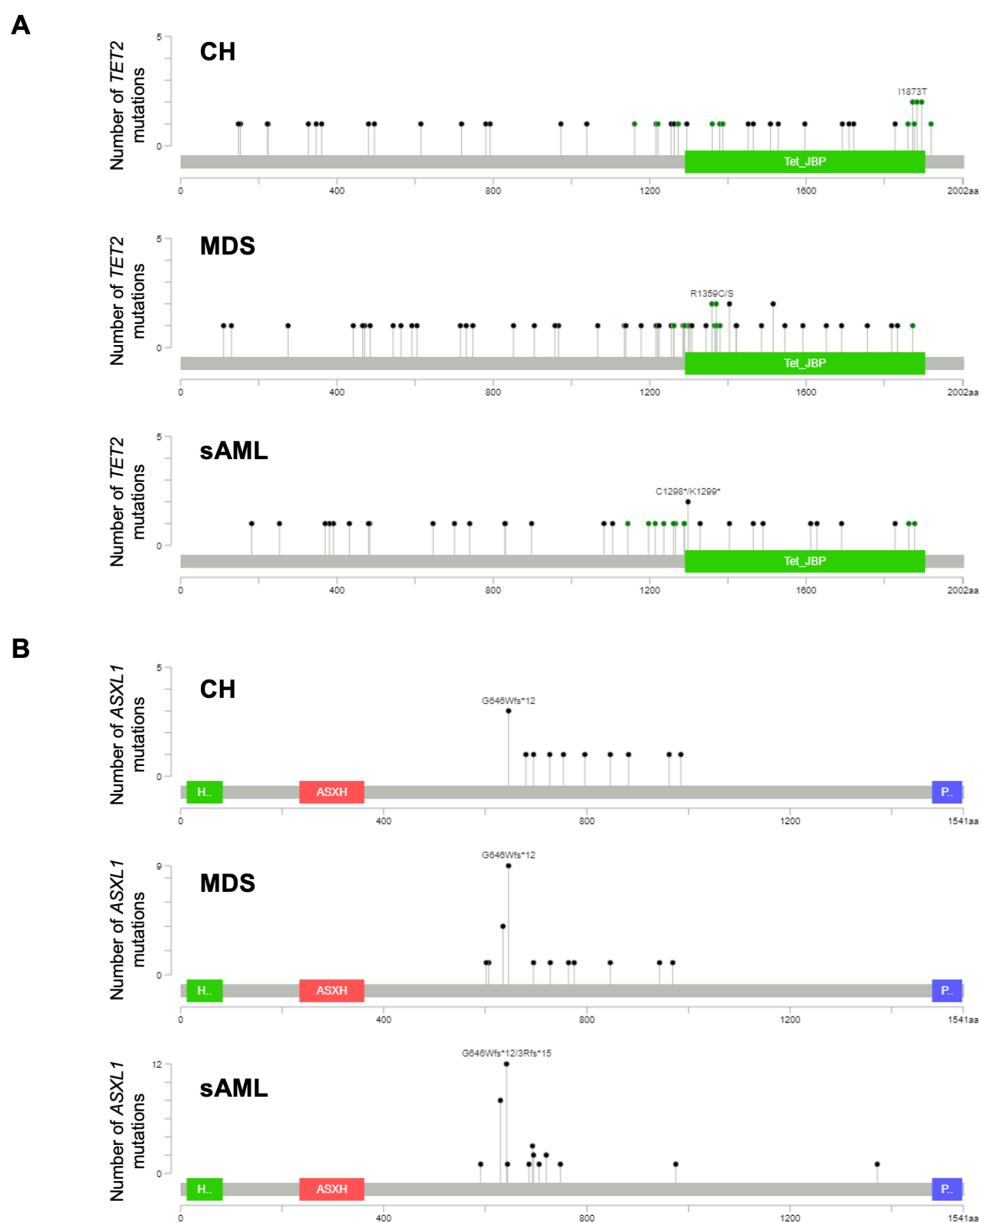 A
Number of TET2
mutations
CH
5
0
I1873T
Tet_JBP
0 400 800 1200 1600 2002aa
Number of TET2
mutations
MDS
5
0
R1359C/S
Tet_JBP
0 400 800 1200 1600 2002aa
Number of TET2
mutations
sAML
5
0
C1298*/K1299*
Tet_JBP
0 400 800 1200 1600 2002aa
B
Number of ASXL1
mutations
CH
5
0
G646Wfs*12
H.. ASXH P..
0 400 800 1200 1541aa
Number of ASXL1
mutations
MDS
9
0
G646Wfs*12
H.. ASXH P..
0 400 800 1200 1541aa
Number of ASXL1
mutations
sAML
12
0
G646Wfs*12/3Rfs*15
H.. ASXH P..
0 400 800 1200 1541aa